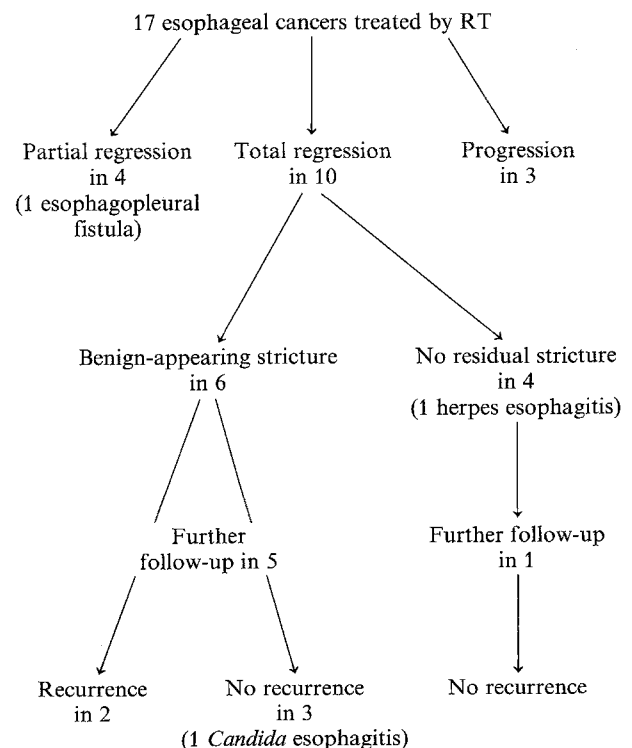 17 esophageal cancers treated by RT
Partial regression
in 4
(1 esophagopleural
fistula)
Total regression
in 10
Progression
in 3
Benign-appearing stricture
in 6
No residual stricture
in 4
(1 herpes esophagitis)
Further
follow-up in 5
Further follow-up
in 1
Recurrence
in 2
No recurrence
in 3
(1 Candida esophagitis)
No recurrence